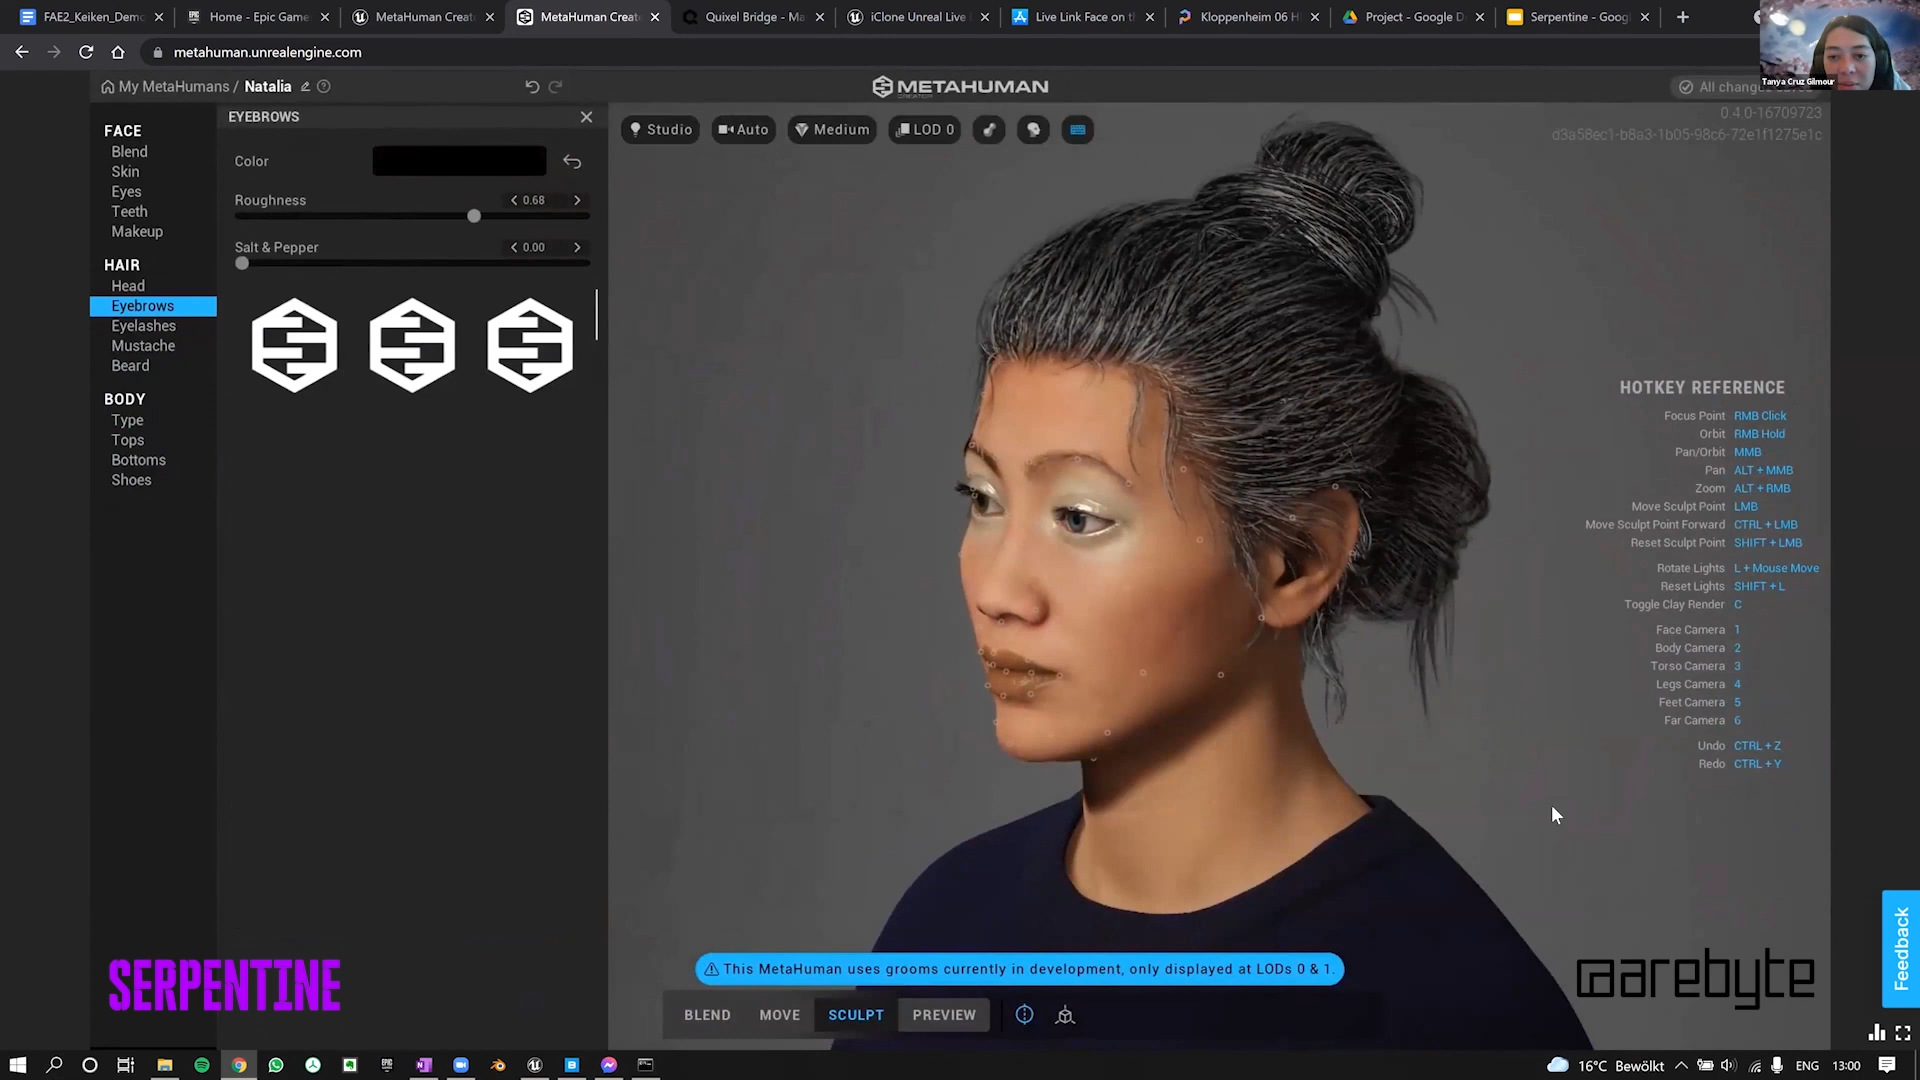 FAE2_Keiken_Demo
Home - Epic Game
MetaHuman Creat
MetaHuman Create
Quixel Bridge - Ma
iClone Unreal Live
Live Link Face on t
Kloppenheim 06 H
Project - Google D
Serpentine - Googl
metahuman.unrealengine.com
Tanya Cruz Gilmour
My MetaHumans / Natalia
METAHUMAN
CREATOR
All changes saved
0.4.0-16709723
d3a58ec1-b8a3-1b05-98c6-72e1f1275e1c
FACE
Blend
Skin
Eyes
Teeth
Makeup
HAIR
Head
Eyebrows
Eyelashes
Mustache
Beard
BODY
Type
Tops
Bottoms
Shoes
EYEBROWS
Color
Roughness
0.68
Salt & Pepper
0.00
Studio
Auto
Medium
LOD 0
HOTKEY REFERENCE
Focus Point RMB Click
Orbit RMB Hold
Pan/Orbit MMB
Pan ALT + MMB
Zoom ALT + RMB
Move Sculpt Point LMB
Move Sculpt Point Forward CTRL + LMB
Reset Sculpt Point SHIFT + LMB
Rotate Lights L + Mouse Move
Reset Lights SHIFT + L
Toggle Clay Render C
Face Camera 1
Body Camera 2
Torso Camera 3
Legs Camera 4
Feet Camera 5
Far Camera 6
Undo CTRL + Z
Redo CTRL + Y
Feedback
This MetaHuman uses grooms currently in development, only displayed at LODs 0 & 1.
SERPENTINE
arebyte
BLEND
MOVE
SCULPT
PREVIEW
EPIC
16°C Bewölkt
ENG
13:00